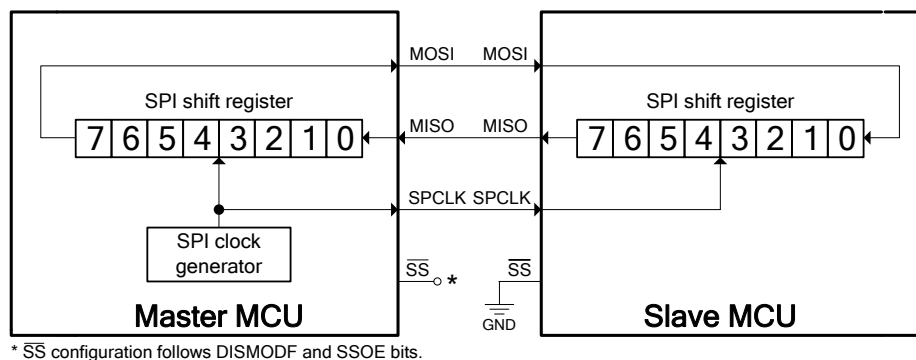 MOSI MOSI
SPI shift register SPI shift register
7 6 5 4 3 2 1 0 MISO MISO 7 6 5 4 3 2 1 0
SPCLK SPCLK
SPI clock
generator
SS * SS
GND
Master MCU Slave MCU
* SS configuration follows DISMODF and SSOE bits.